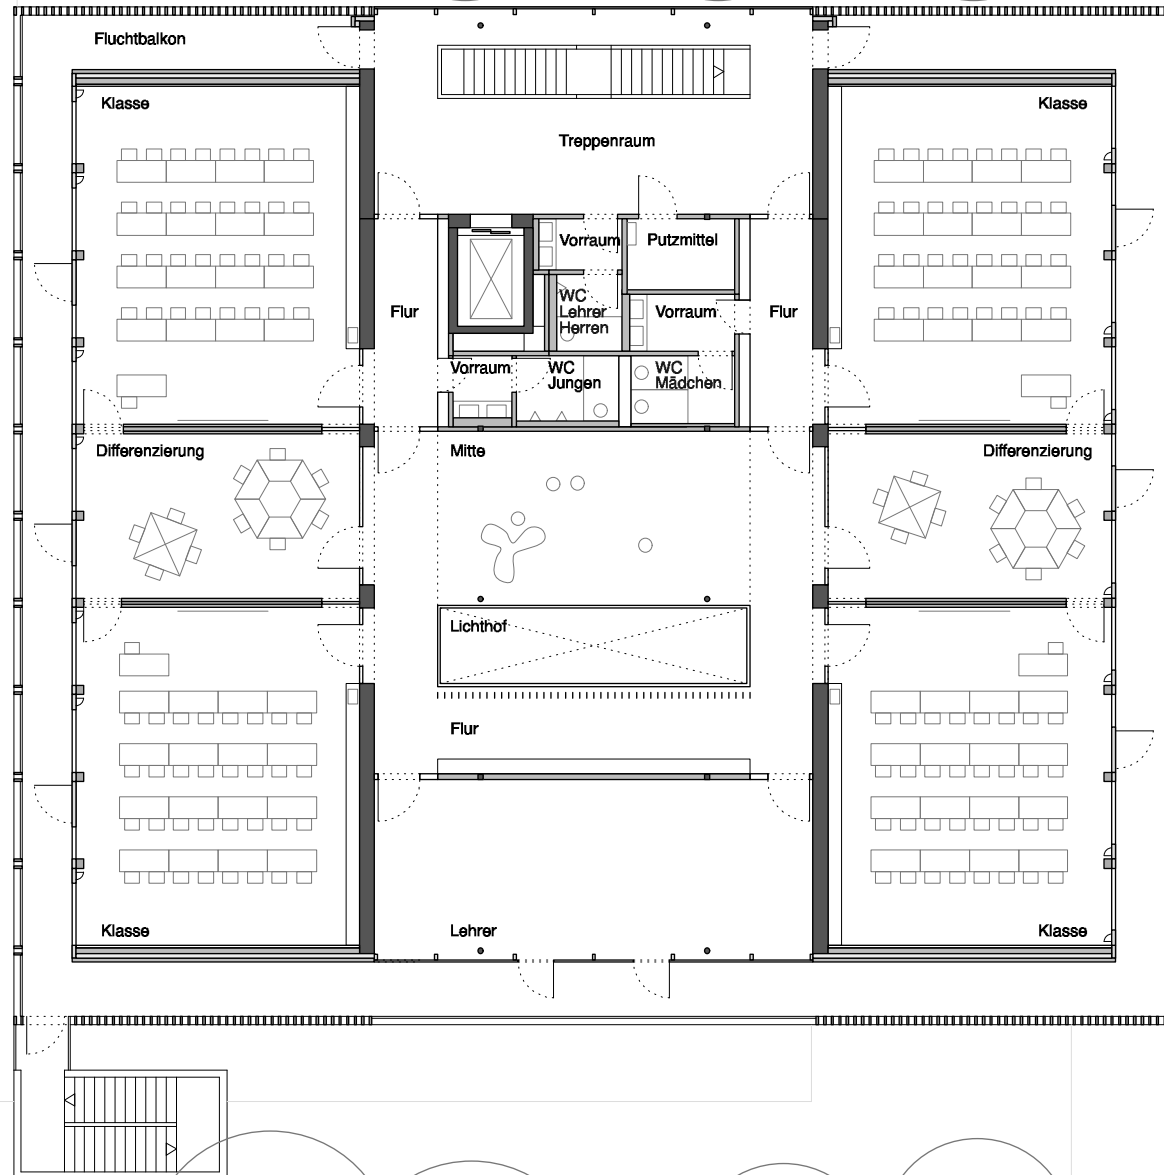 Fluchtbalkon
Klasse
Klasse
Treppenraum
Vorraum
Putzmittel
Flur
WC
Lehrer
Herren
Vorraum
Flur
Vorraum
WC
Jungen
WC
Mädchen
Differenzierung
Mitte
Differenzierung
Lichthof
Flur
Klasse
Lehrer
Klasse